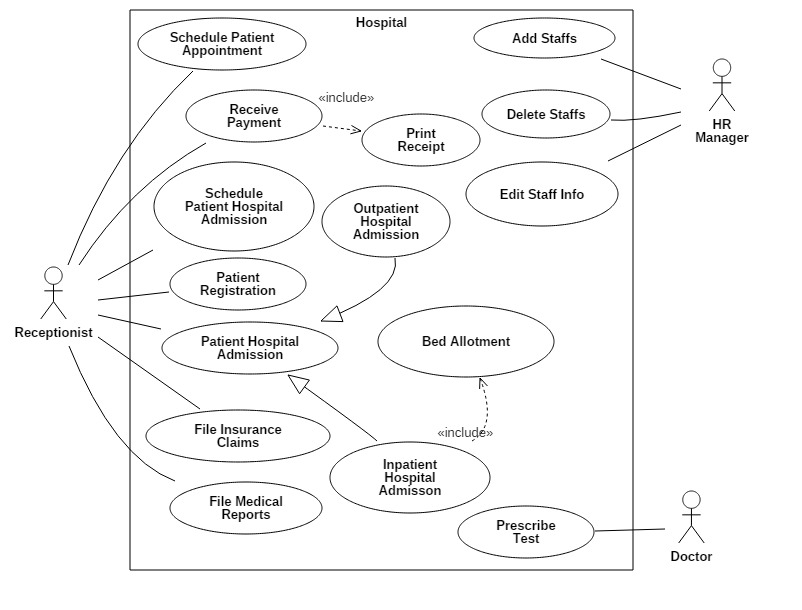 Hospital
Schedule Patient
Appointment
Add Staffs
«include»
Receive
Payment
Delete Staffs
HR
Manager
Print
Receipt
Schedule
Patient Hospital
Admission
Edit Staff Info
Outpatient
Hospital
Admission
Patient
Registration
Receptionist
Patient Hospital
Admission
Bed Allotment
File Insurance
Claims
«include»
Inpatient
Hospital
Admisson
File Medical
Reports
Prescribe
Test
Doctor